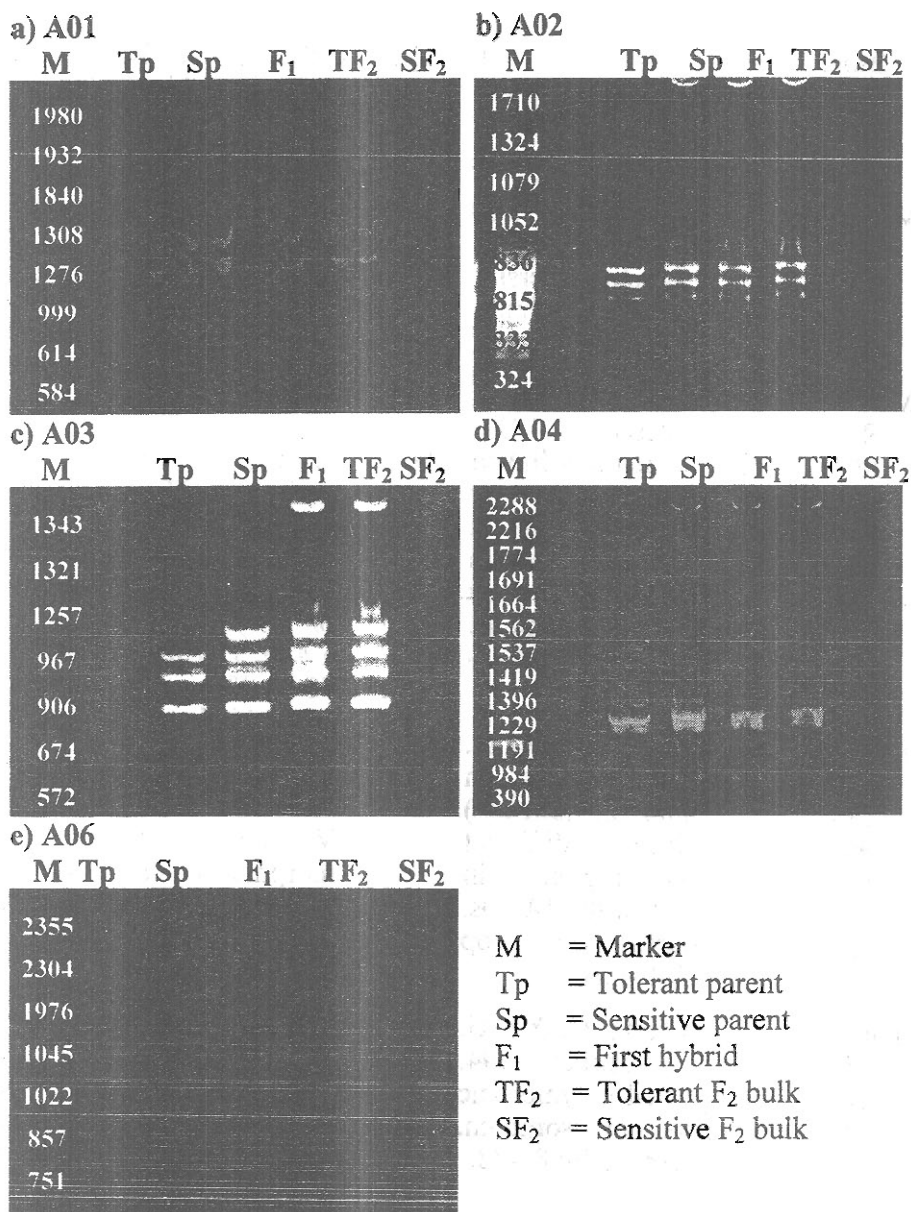 a) A01
M Tp Sp F₁ TF₂ SF₂
1980
1932
1840
1308
1276
999
614
584
b) A02
M Tp Sp F₁ TF₂ SF₂
1710
1324
1079
1052
836
815
324
c) A03
M Tp Sp F₁ TF₂ SF₂
1343
1321
1257
967
906
674
572
d) A04
M Tp Sp F₁ TF₂ SF₂
2288
2216
1774
1691
1664
1562
1537
1419
1396
1229
1191
984
390
e) A06
M Tp Sp F₁ TF₂ SF₂
2355
2304
1976
1045
1022
857
751
M = Marker
Tp = Tolerant parent
Sp = Sensitive parent
F₁ = First hybrid
TF₂ = Tolerant F₂ bulk
SF₂ = Sensitive F₂ bulk